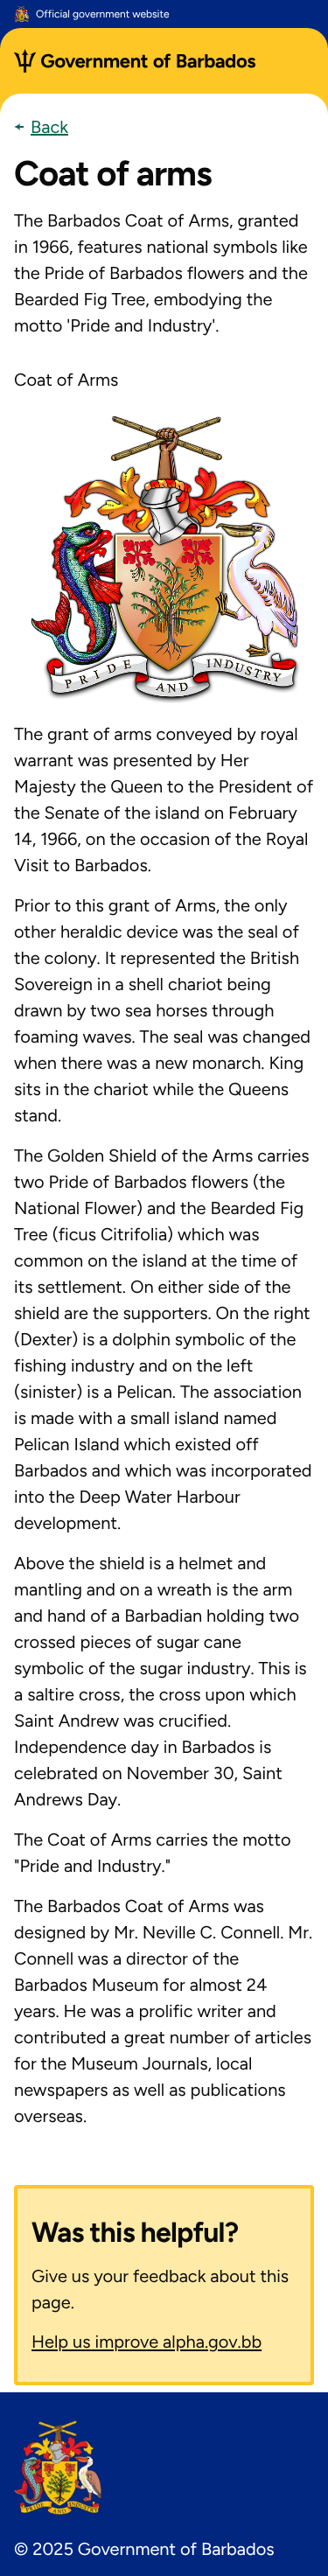 Official government website
Government of Barbados
← Back
Coat of arms
The Barbados Coat of Arms, granted
in 1966, features national symbols like
the Pride of Barbados flowers and the
Bearded Fig Tree, embodying the
motto 'Pride and Industry'.
Coat of Arms
PRIDE AND INDUSTRY
The grant of arms conveyed by royal
warrant was presented by Her
Majesty the Queen to the President of
the Senate of the island on February
14, 1966, on the occasion of the Royal
Visit to Barbados.
Prior to this grant of Arms, the only
other heraldic device was the seal of
the colony. It represented the British
Sovereign in a shell chariot being
drawn by two sea horses through
foaming waves. The seal was changed
when there was a new monarch. King
sits in the chariot while the Queens
stand.
The Golden Shield of the Arms carries
two Pride of Barbados flowers (the
National Flower) and the Bearded Fig
Tree (ficus Citrifolia) which was
common on the island at the time of
its settlement. On either side of the
shield are the supporters. On the right
(Dexter) is a dolphin symbolic of the
fishing industry and on the left
(sinister) is a Pelican. The association
is made with a small island named
Pelican Island which existed off
Barbados and which was incorporated
into the Deep Water Harbour
development.
Above the shield is a helmet and
mantling and on a wreath is the arm
and hand of a Barbadian holding two
crossed pieces of sugar cane
symbolic of the sugar industry. This is
a saltire cross, the cross upon which
Saint Andrew was crucified.
Independence day in Barbados is
celebrated on November 30, Saint
Andrews Day.
The Coat of Arms carries the motto
"Pride and Industry."
The Barbados Coat of Arms was
designed by Mr. Neville C. Connell. Mr.
Connell was a director of the
Barbados Museum for almost 24
years. He was a prolific writer and
contributed a great number of articles
for the Museum Journals, local
newspapers as well as publications
overseas.
Was this helpful?
Give us your feedback about this
page.
Help us improve alpha.gov.bb
PRIDE AND INDUSTRY
© 2025 Government of Barbados